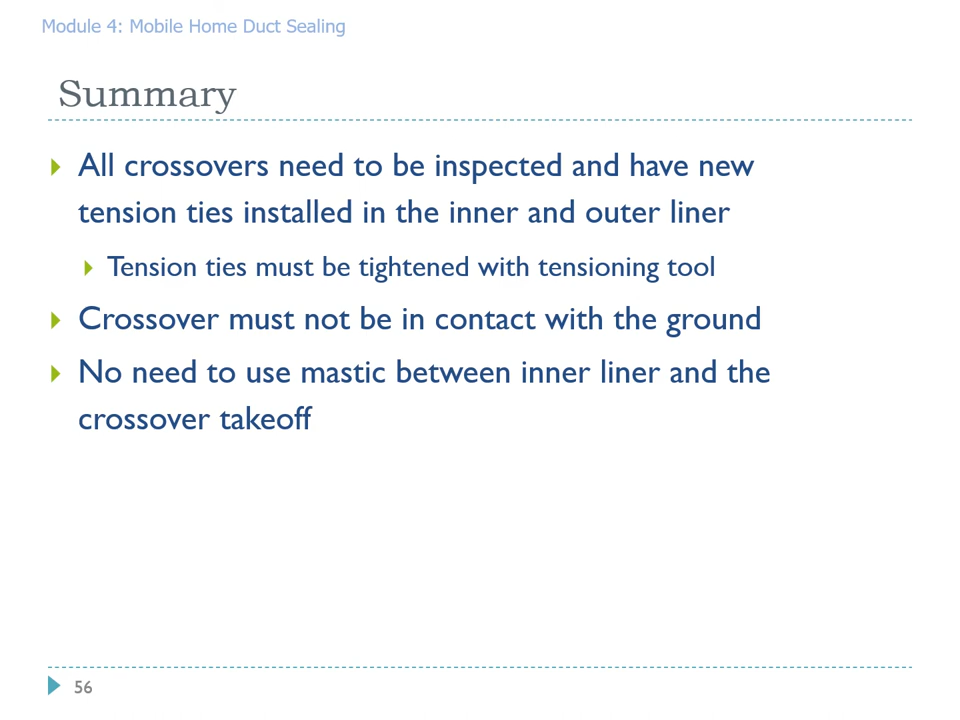 Module 4: Mobile Home Duct Sealing
Summary
All crossovers need to be inspected and have new
tension ties installed in the inner and outer liner
Tension ties must be tightened with tensioning tool
Crossover must not be in contact with the ground
No need to use mastic between inner liner and the
crossover takeoff
56